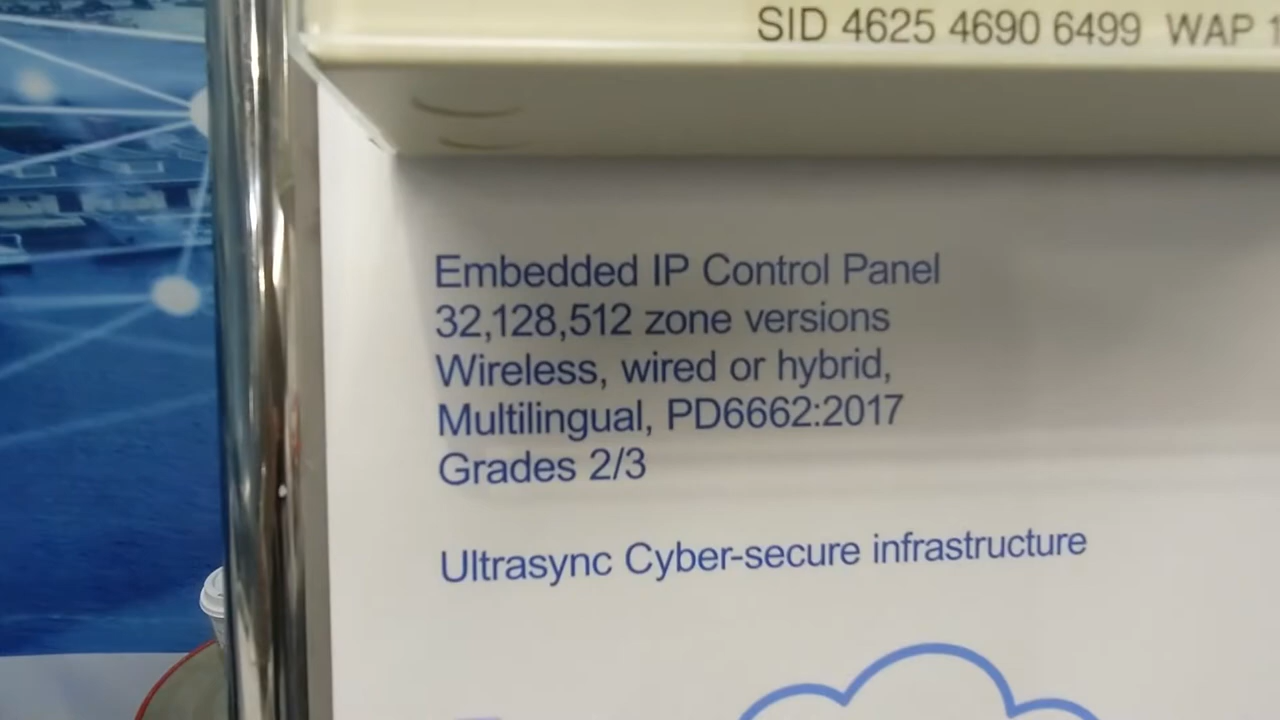 SID 4625 4690 6499 WAP 1
Embedded IP Control Panel
32,128,512 zone versions
Wireless, wired or hybrid,
Multilingual, PD6662:2017
Grades 2/3
Ultrasync Cyber-secure infrastructure